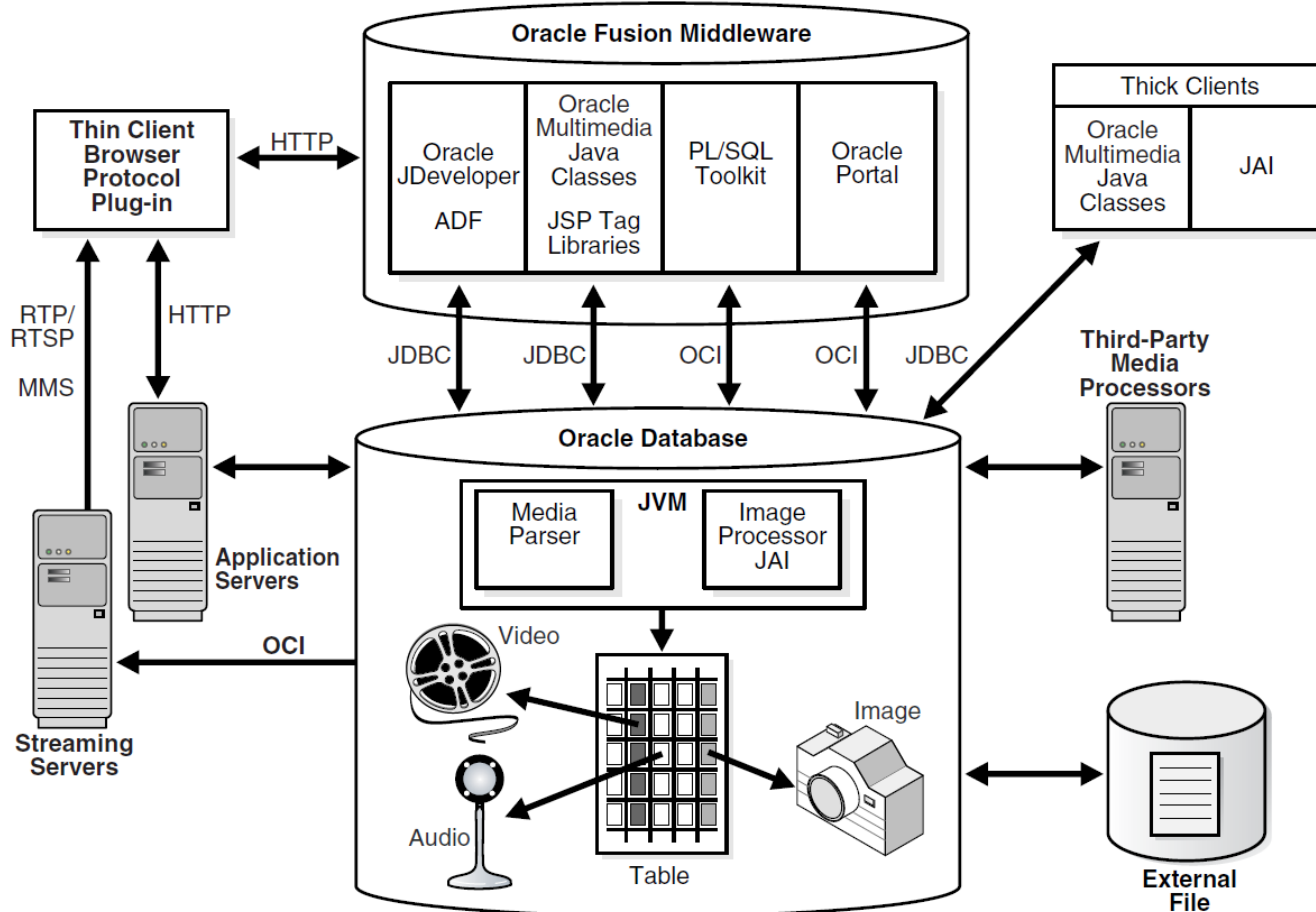 Oracle Fusion Middleware
Oracle
JDeveloper
ADF
Oracle
Multimedia
Java
Classes
JSP Tag
Libraries
PL/SQL
Toolkit
Oracle
Portal
Thick Clients
Oracle
Multimedia
Java
Classes
JAI
Thin Client
Browser
Protocol
Plug-in
HTTP
RTP/
RTSP
MMS
HTTP
JDBC
JDBC
OCI
OCI
JDBC
Third-Party
Media
Processors
Oracle Database
JVM
Media
Parser
Image
Processor
JAI
Application
Servers
OCI
Streaming
Servers
Video
Audio
Image
Table
External
File